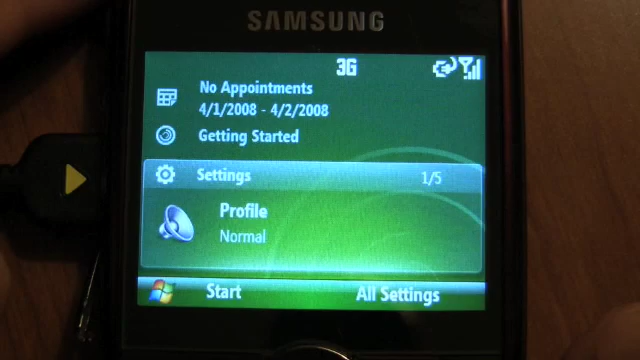 SAMSUNG
3G
No Appointments
4/1/2008 - 4/2/2008
Getting Started
Settings 1/5
Profile
Normal
Start All Settings